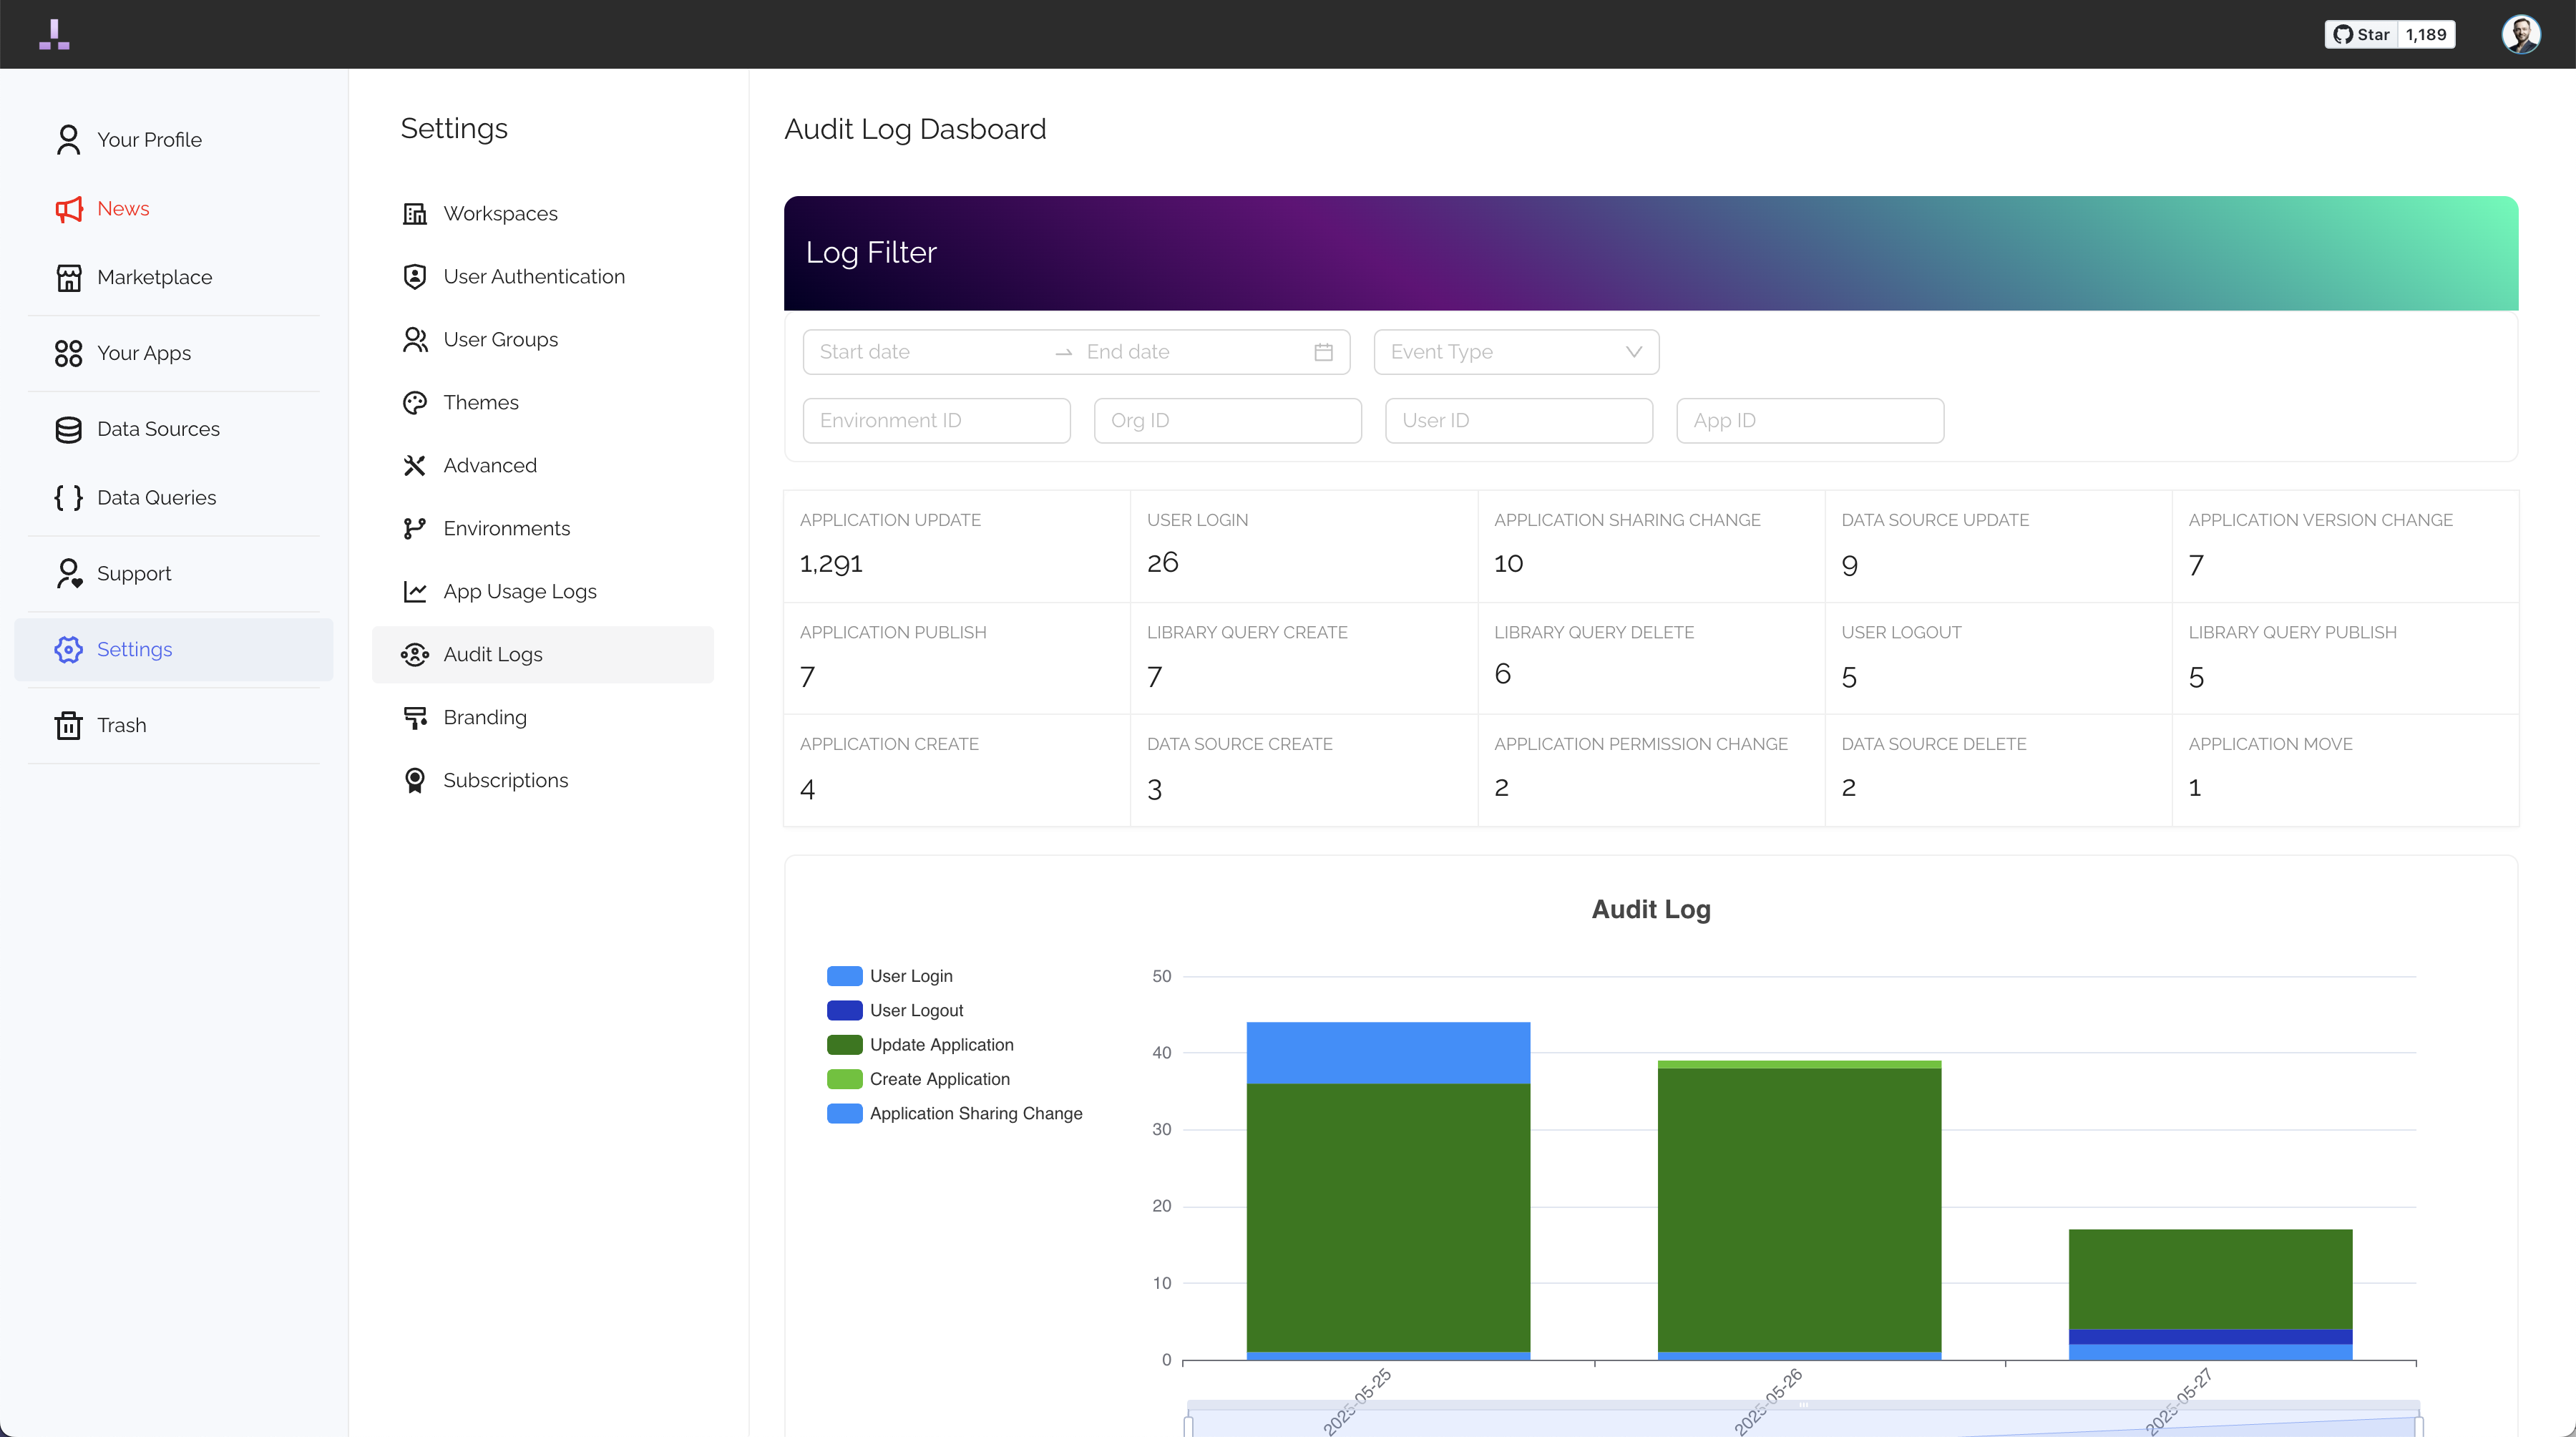 Star 1,189
Your Profile
News
Marketplace
Your Apps
Data Sources
Data Queries
Support
Settings
Trash
Settings
Workspaces
User Authentication
User Groups
Themes
Advanced
Environments
App Usage Logs
Audit Logs
Branding
Subscriptions
Audit Log Dasboard
Log Filter
Start date End date Event Type
Environment ID Org ID User ID App ID
APPLICATION UPDATE USER LOGIN APPLICATION SHARING CHANGE DATA SOURCE UPDATE APPLICATION VERSION CHANGE
1,291 26 10 9 7
APPLICATION PUBLISH LIBRARY QUERY CREATE LIBRARY QUERY DELETE USER LOGOUT LIBRARY QUERY PUBLISH
7 7 6 5 5
APPLICATION CREATE DATA SOURCE CREATE APPLICATION PERMISSION CHANGE DATA SOURCE DELETE APPLICATION MOVE
4 3 2 2 1
Audit Log
User Login
User Logout
Update Application
Create Application
Application Sharing Change
50
40
30
20
10
0
2025-05-25 2025-05-26 2025-05-27